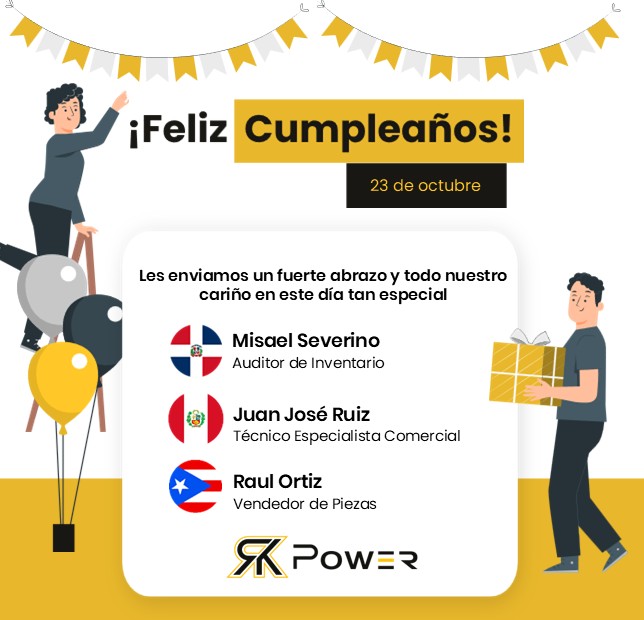 ¡Feliz Cumpleaños!
23 de octubre
Les enviamos un fuerte abrazo y todo nuestro
cariño en este día tan especial
Misael Severino
Auditor de Inventario
Juan José Ruiz
Técnico Especialista Comercial
Raul Ortiz
Vendedor de Piezas
RK POWER